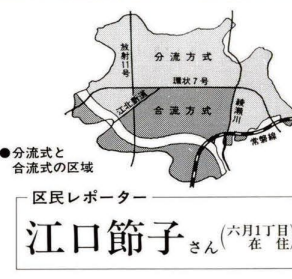 放射11号
分流方式
環状7号
江北新道
合流方式
綾瀬川
常磐線
●分流式と
合流式の区域
区民レポーター
江口節子さん(六月1丁目在住)